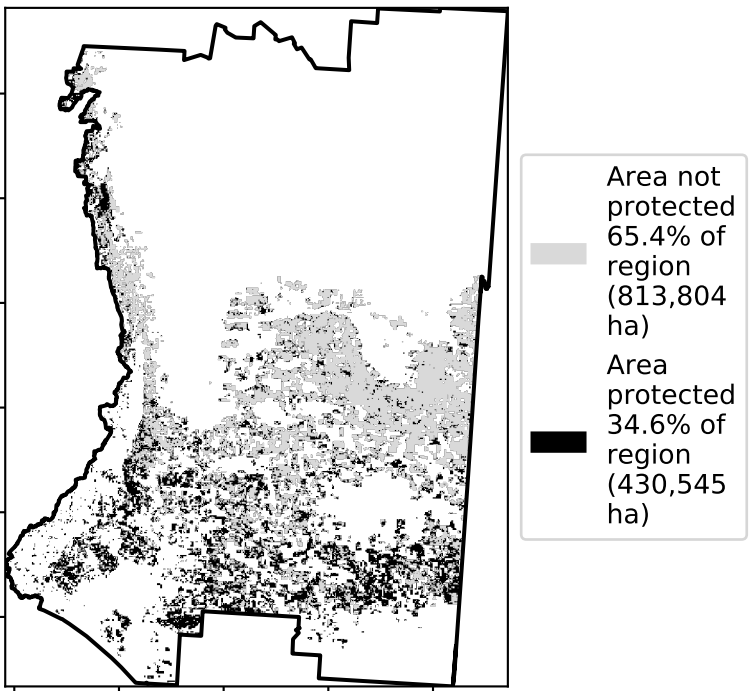 Area not
protected
65.4% of
region
(813,804
ha)
Area
protected
34.6% of
region
(430,545
ha)